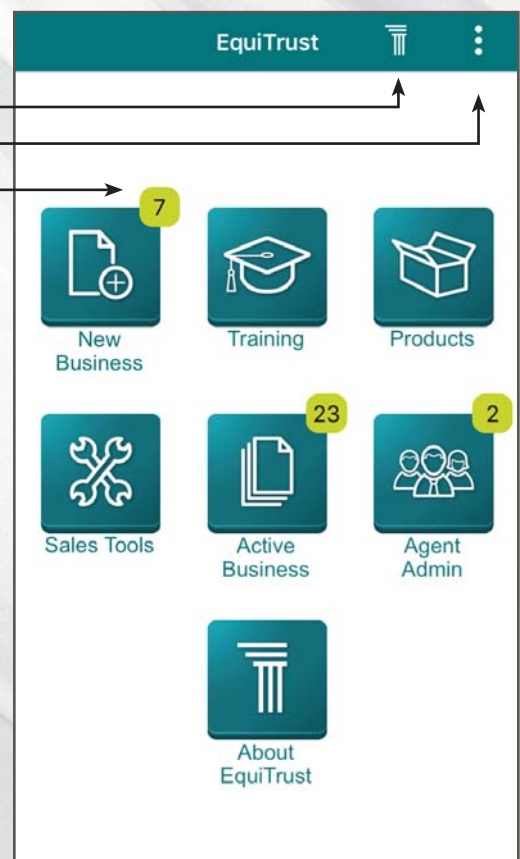 EquiTrust
7
New
Business
Training
Products
Sales Tools
23
Active
Business
2
Agent
Admin
About
EquiTrust